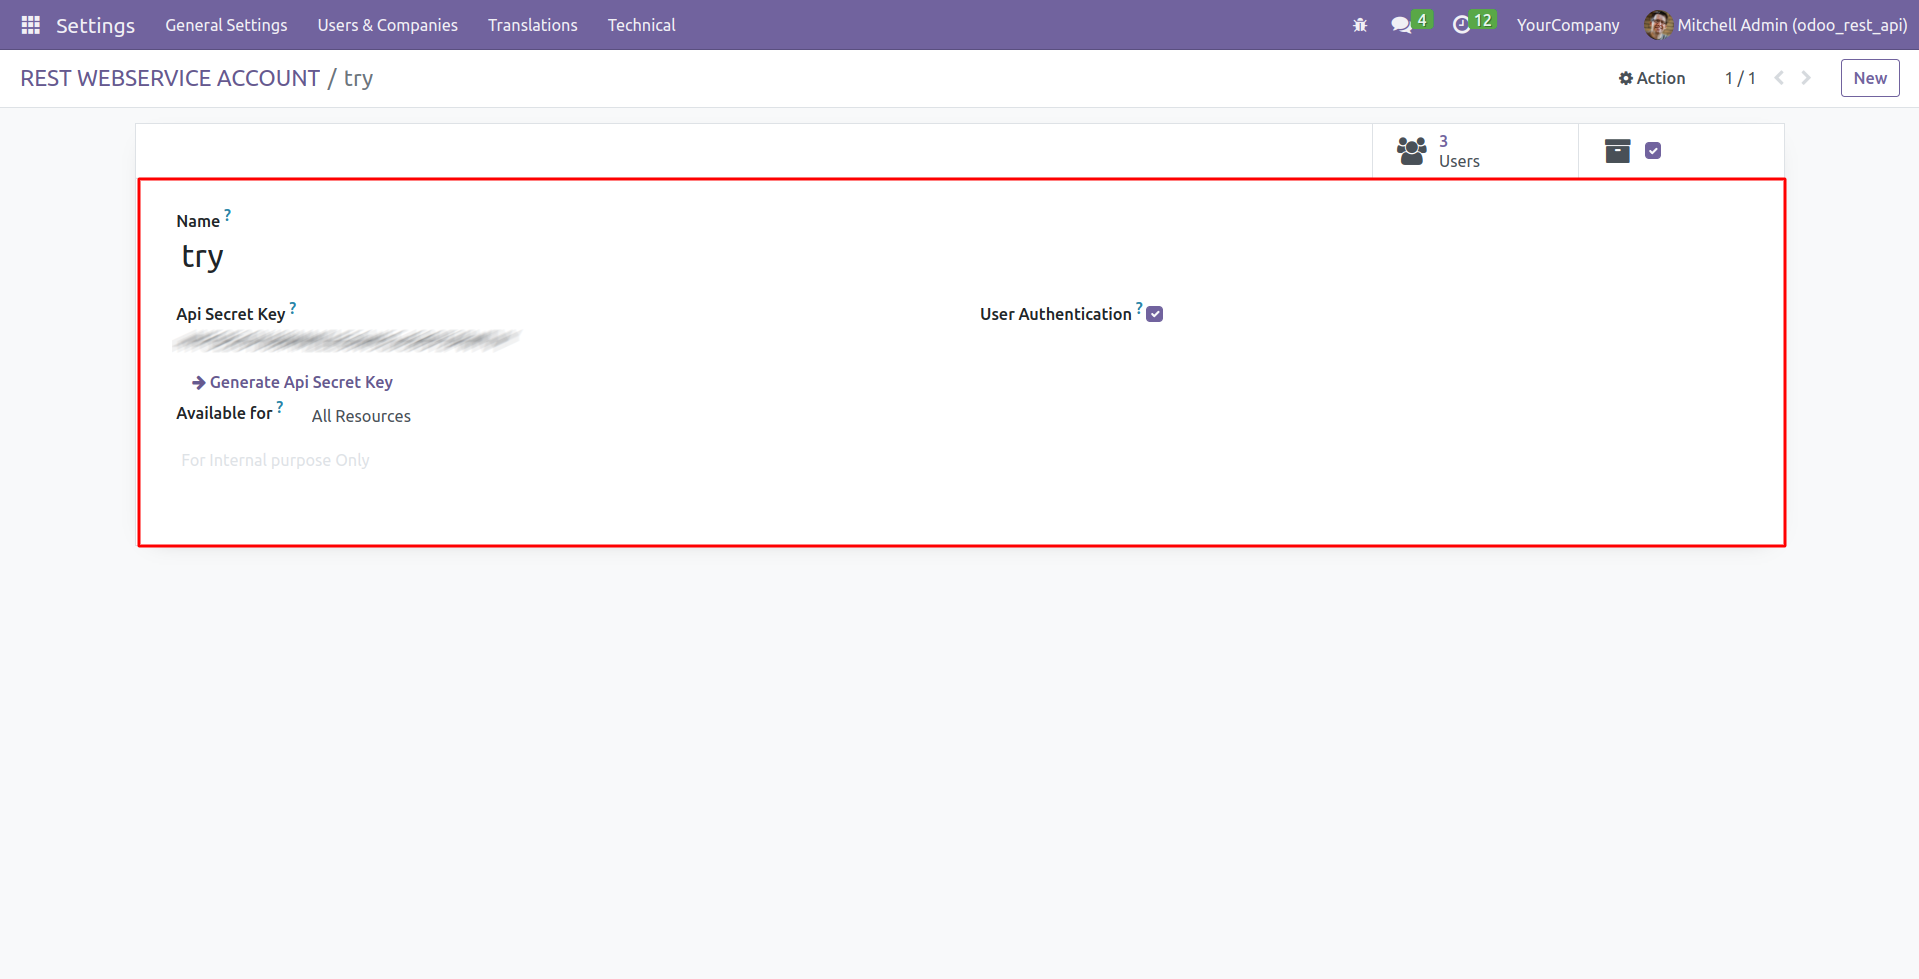 Settings General Settings Users & Companies Translations Technical 4 12 YourCompany Mitchell Admin (odoo_rest_api)
REST WEBSERVICE ACCOUNT / try Action 1 / 1 New
3
Users
Name ?
try
Api Secret Key ? User Authentication ?
Generate Api Secret Key
Available for ? All Resources
For Internal purpose Only